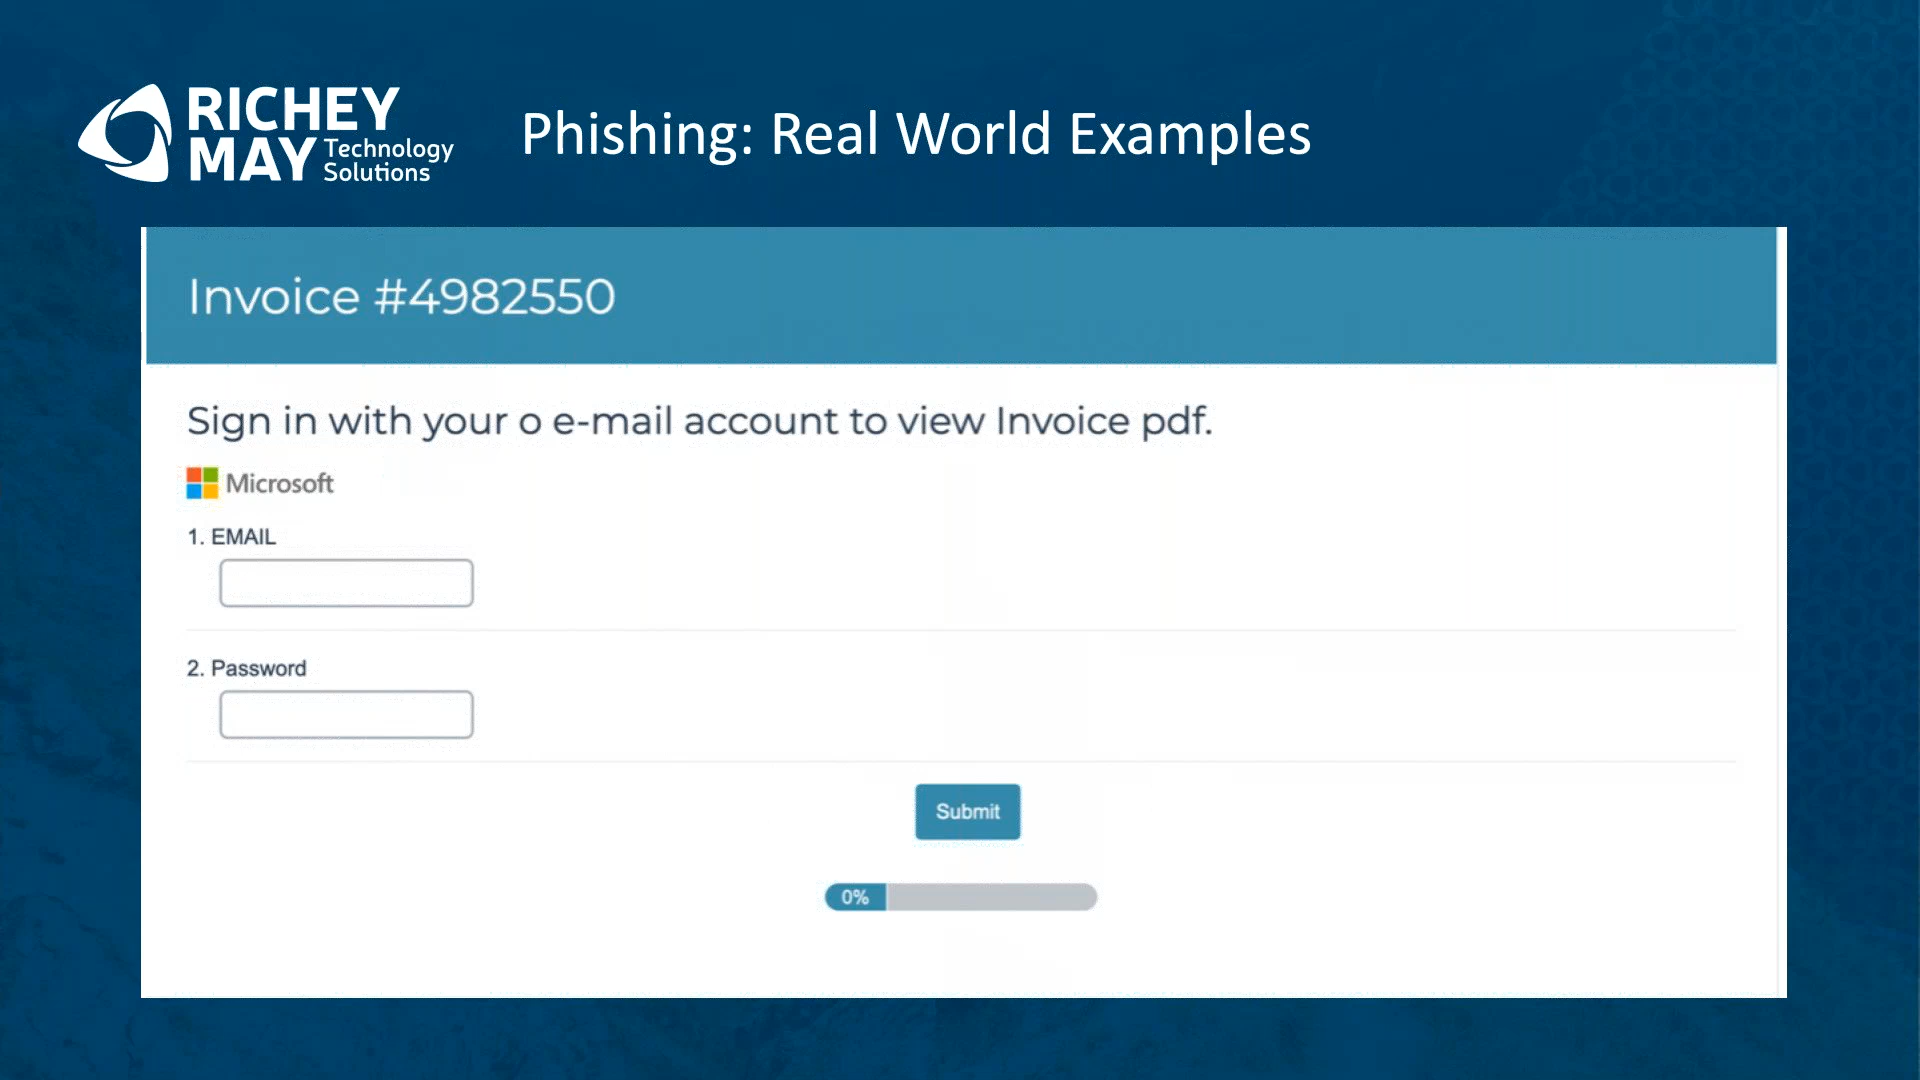 RICHEY
MAY Technology
Solutions
Phishing: Real World Examples
Invoice #4982550
Sign in with your o e-mail account to view Invoice pdf.
Microsoft
1. EMAIL
2. Password
Submit
0%